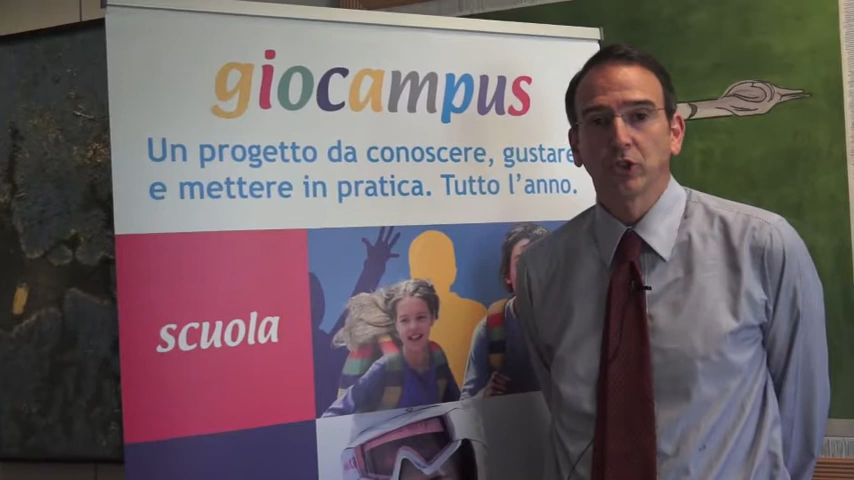 giocampus
Un progetto da conoscere, gustare
e mettere in pratica. Tutto l'anno.
scuola